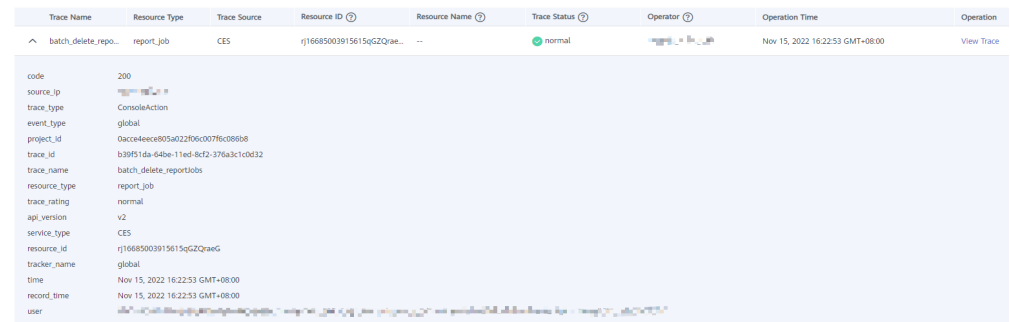 Trace Name Resource Type Trace Source Resource ID Resource Name Trace Status Operator Operation Time Operation
batch_delete_repo... report_job CES rj16685003915615qGZQrae... -- normal Nov 15, 2022 16:22:53 GMT+08:00 View Trace
code 200
source_ip
trace_type ConsoleAction
event_type global
project_id 0acce4eece805a022f06c007f6c086b8
trace_id b39f51da-64be-11ed-8cf2-376a3c1c0d32
trace_name batch_delete_reportJobs
resource_type report_job
trace_rating normal
api_version v2
service_type CES
resource_id rj16685003915615qGZQraeG
tracker_name global
time Nov 15, 2022 16:22:53 GMT+08:00
record_time Nov 15, 2022 16:22:53 GMT+08:00
user